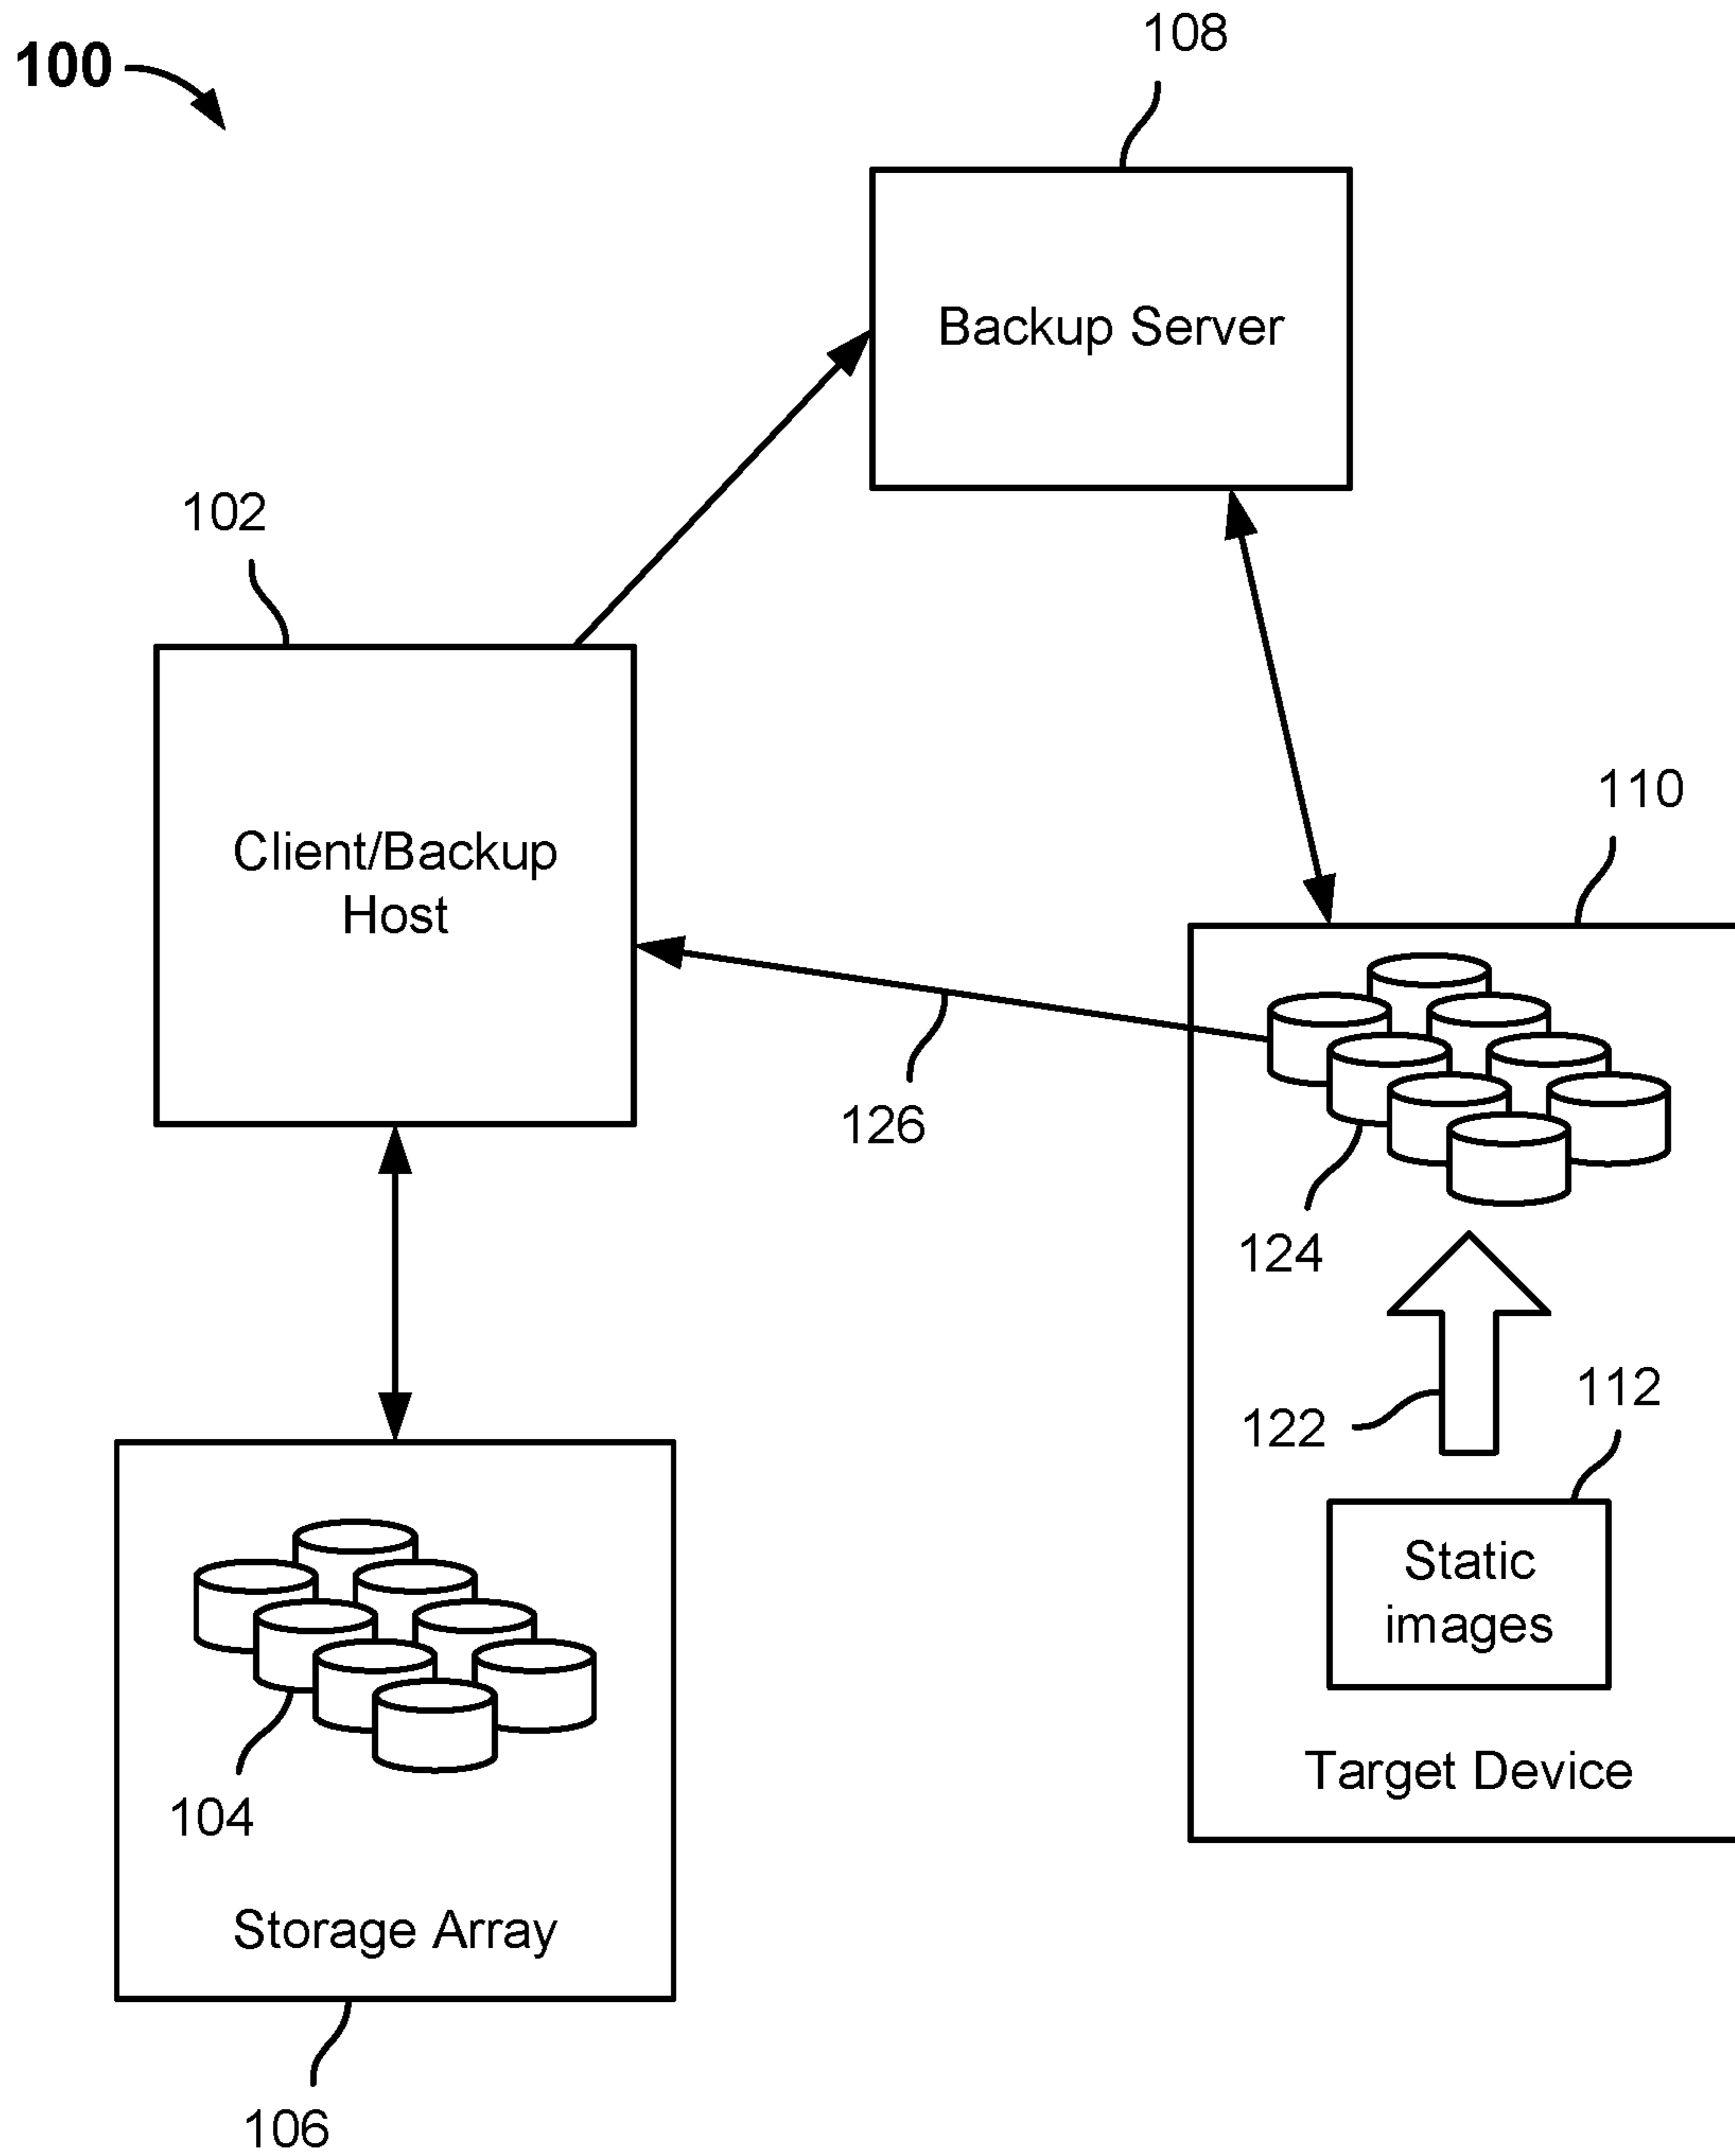 108
100
Backup Server
102
110
Client/Backup
Host
126
124
112
122
Static
images
Target Device
104
Storage Array
106